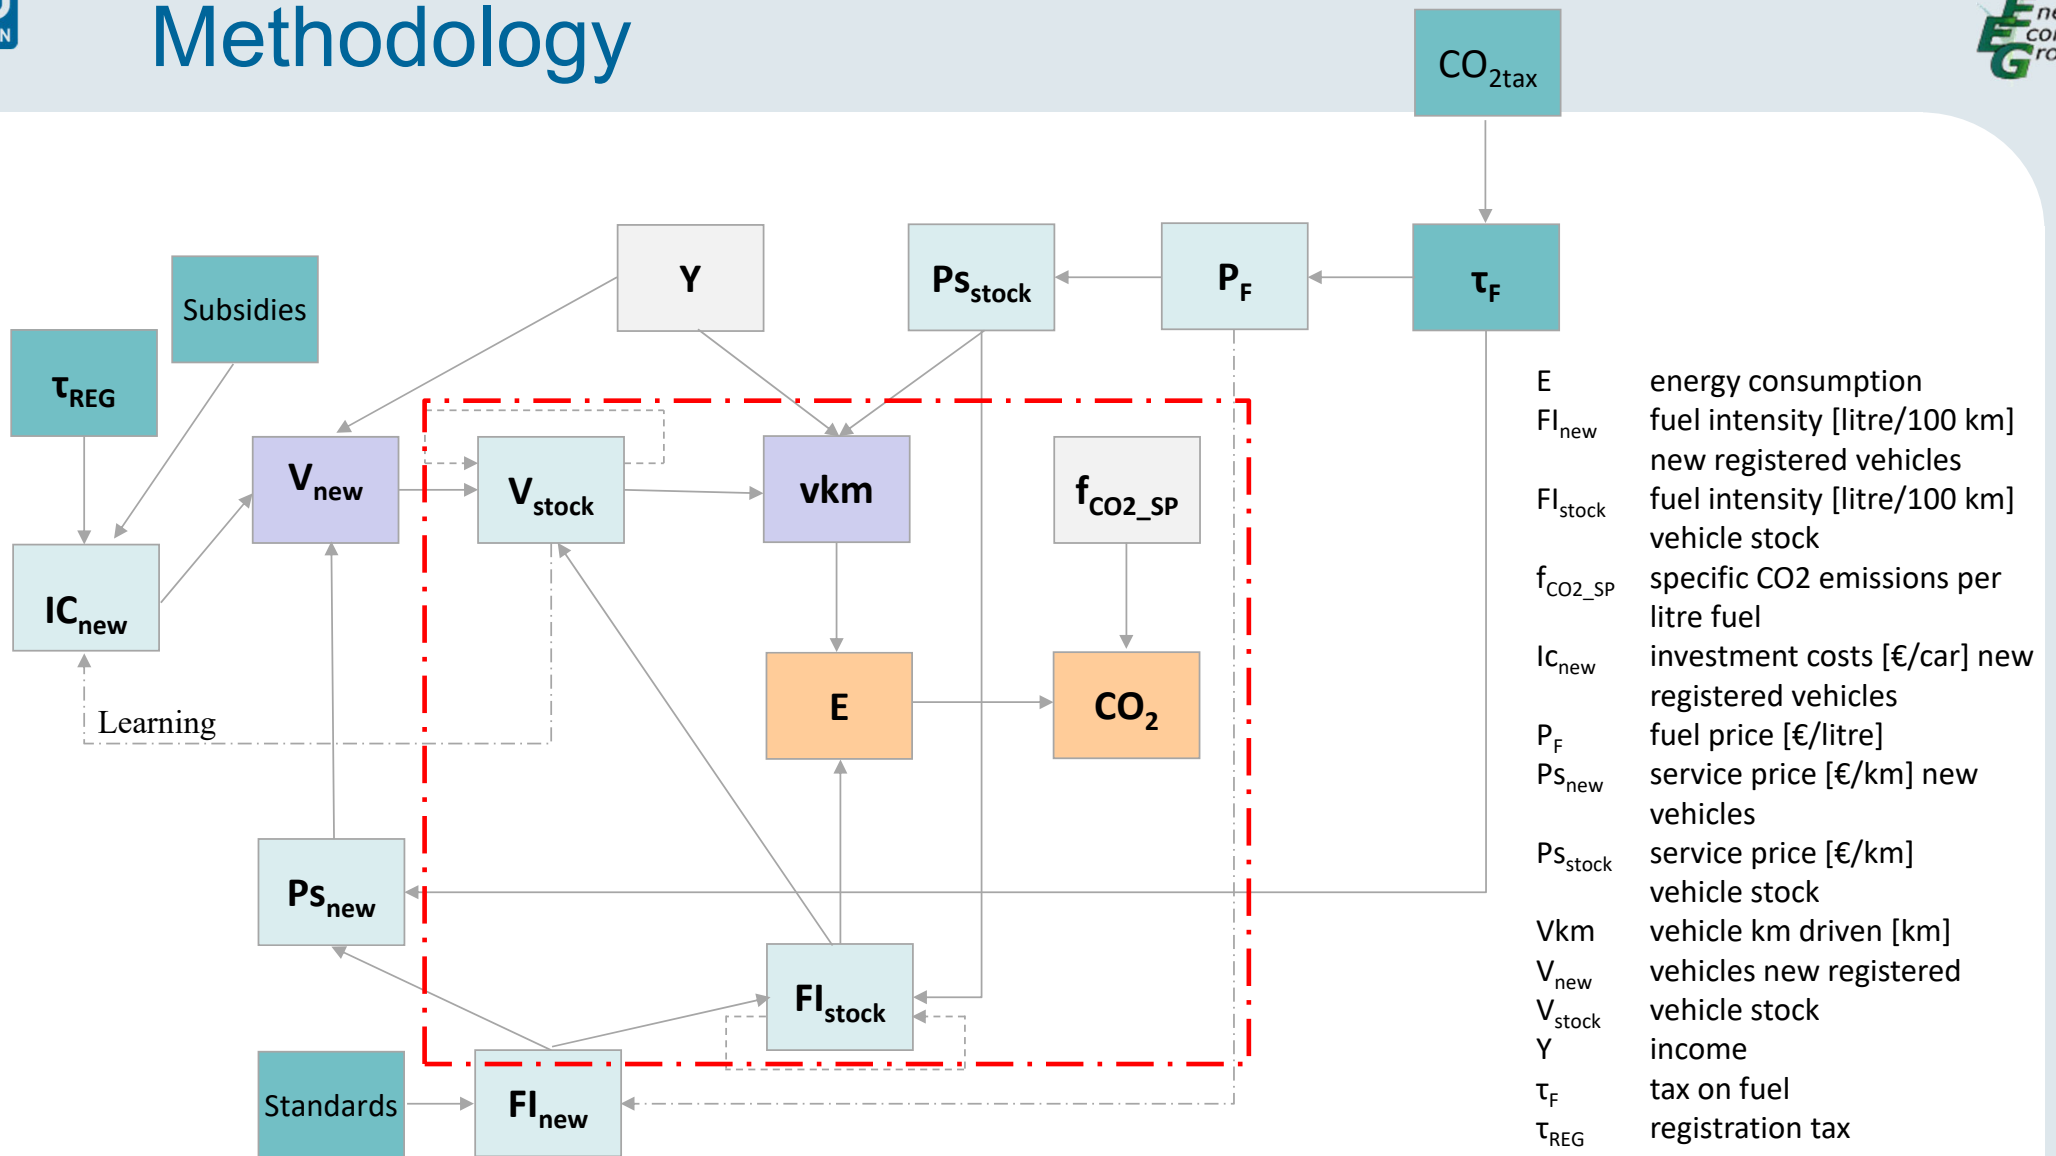 Methodology
CO2tax
Y
Psstock
PF
τF
Subsidies
τREG
Vnew
Vstock
vkm
fCO2_SP
ICnew
E
CO2
Learning
Psnew
FIstock
Standards
FInew
E energy consumption
FInew fuel intensity [litre/100 km]
new registered vehicles
FIstock fuel intensity [litre/100 km]
vehicle stock
fCO2_SP specific CO2 emissions per
litre fuel
Icnew investment costs [€/car] new
registered vehicles
PF fuel price [€/litre]
Psnew service price [€/km] new
vehicles
Psstock service price [€/km]
vehicle stock
Vkm vehicle km driven [km]
Vnew vehicles new registered
Vstock vehicle stock
Y income
τF tax on fuel
τREG registration tax